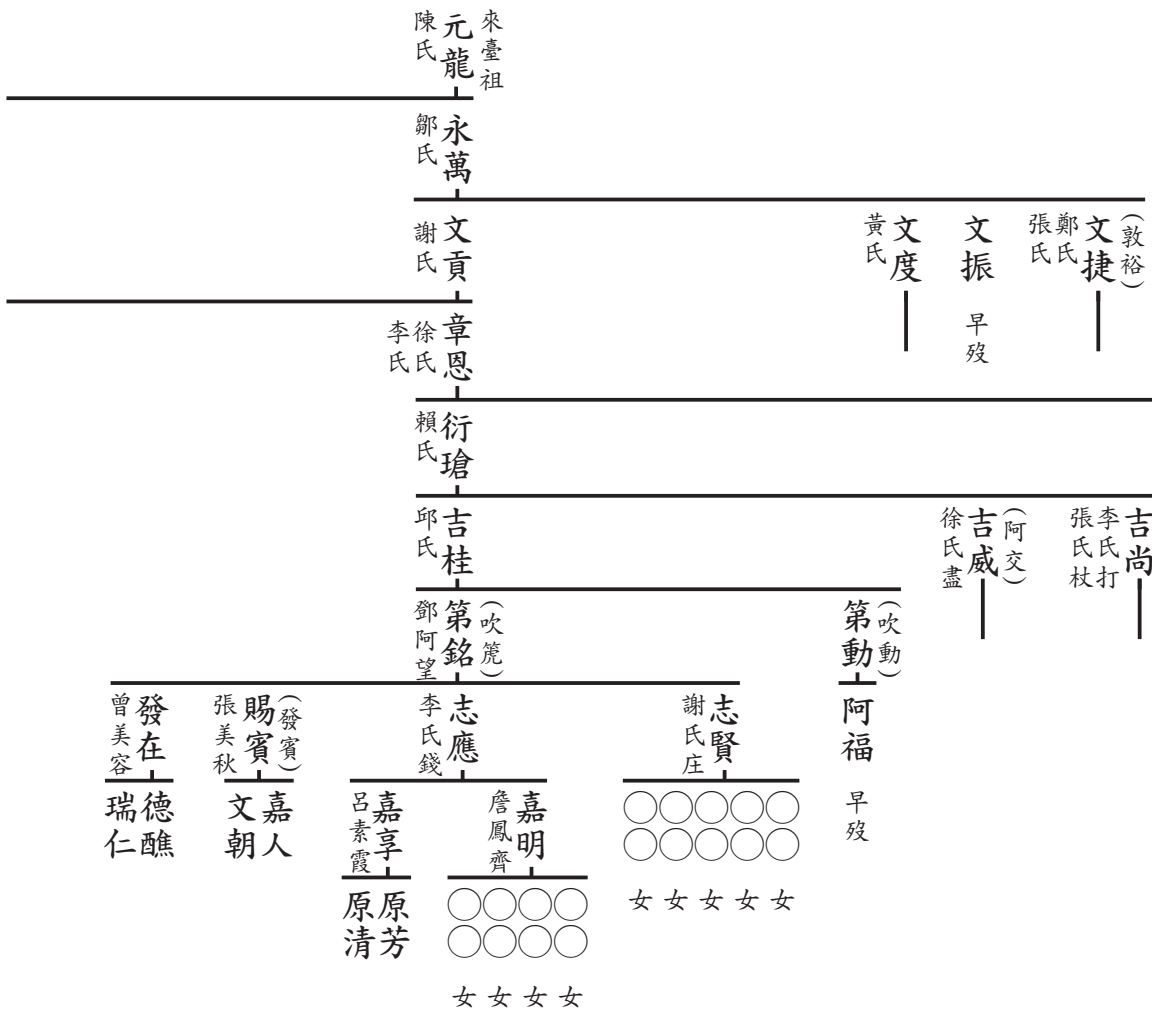 來臺祖
元龍
陳氏
永萬
鄒氏
(敦裕)
文捷
鄭氏
張氏
文振
早歿
文度
黃氏
文貢
謝氏
章恩
徐氏
李氏
衍瑲
賴氏
吉尚
李氏打
張氏杖
(阿交)
吉威
徐氏盡
吉桂
邱氏
(吹動)
第動
(吹箎)
第銘
鄧阿望
阿福
早歿
志賢
謝氏庄
志應
李氏錢
(發賓)
賜賓
張美秋
發在
曾美容
○○○○○
○○○○○
女 女 女 女 女
嘉明
詹鳳齊
嘉享
呂素霞
嘉人
文朝
德醮
瑞仁
○○○○
○○○○
女 女 女 女
原芳
原清